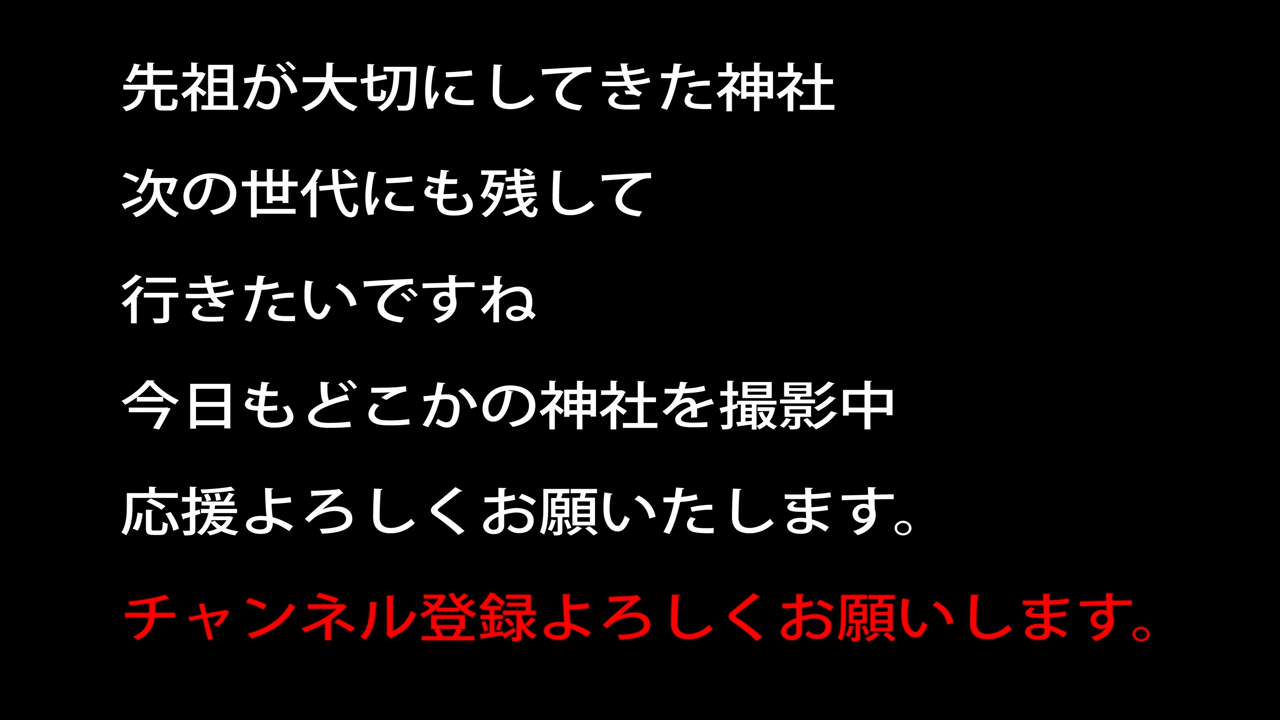 先祖が大切にしてきた神社
次の世代にも残して
行きたいですね
今日もどこかの神社を撮影中
応援よろしくお願いたします。
チャンネル登録よろしくお願いします。